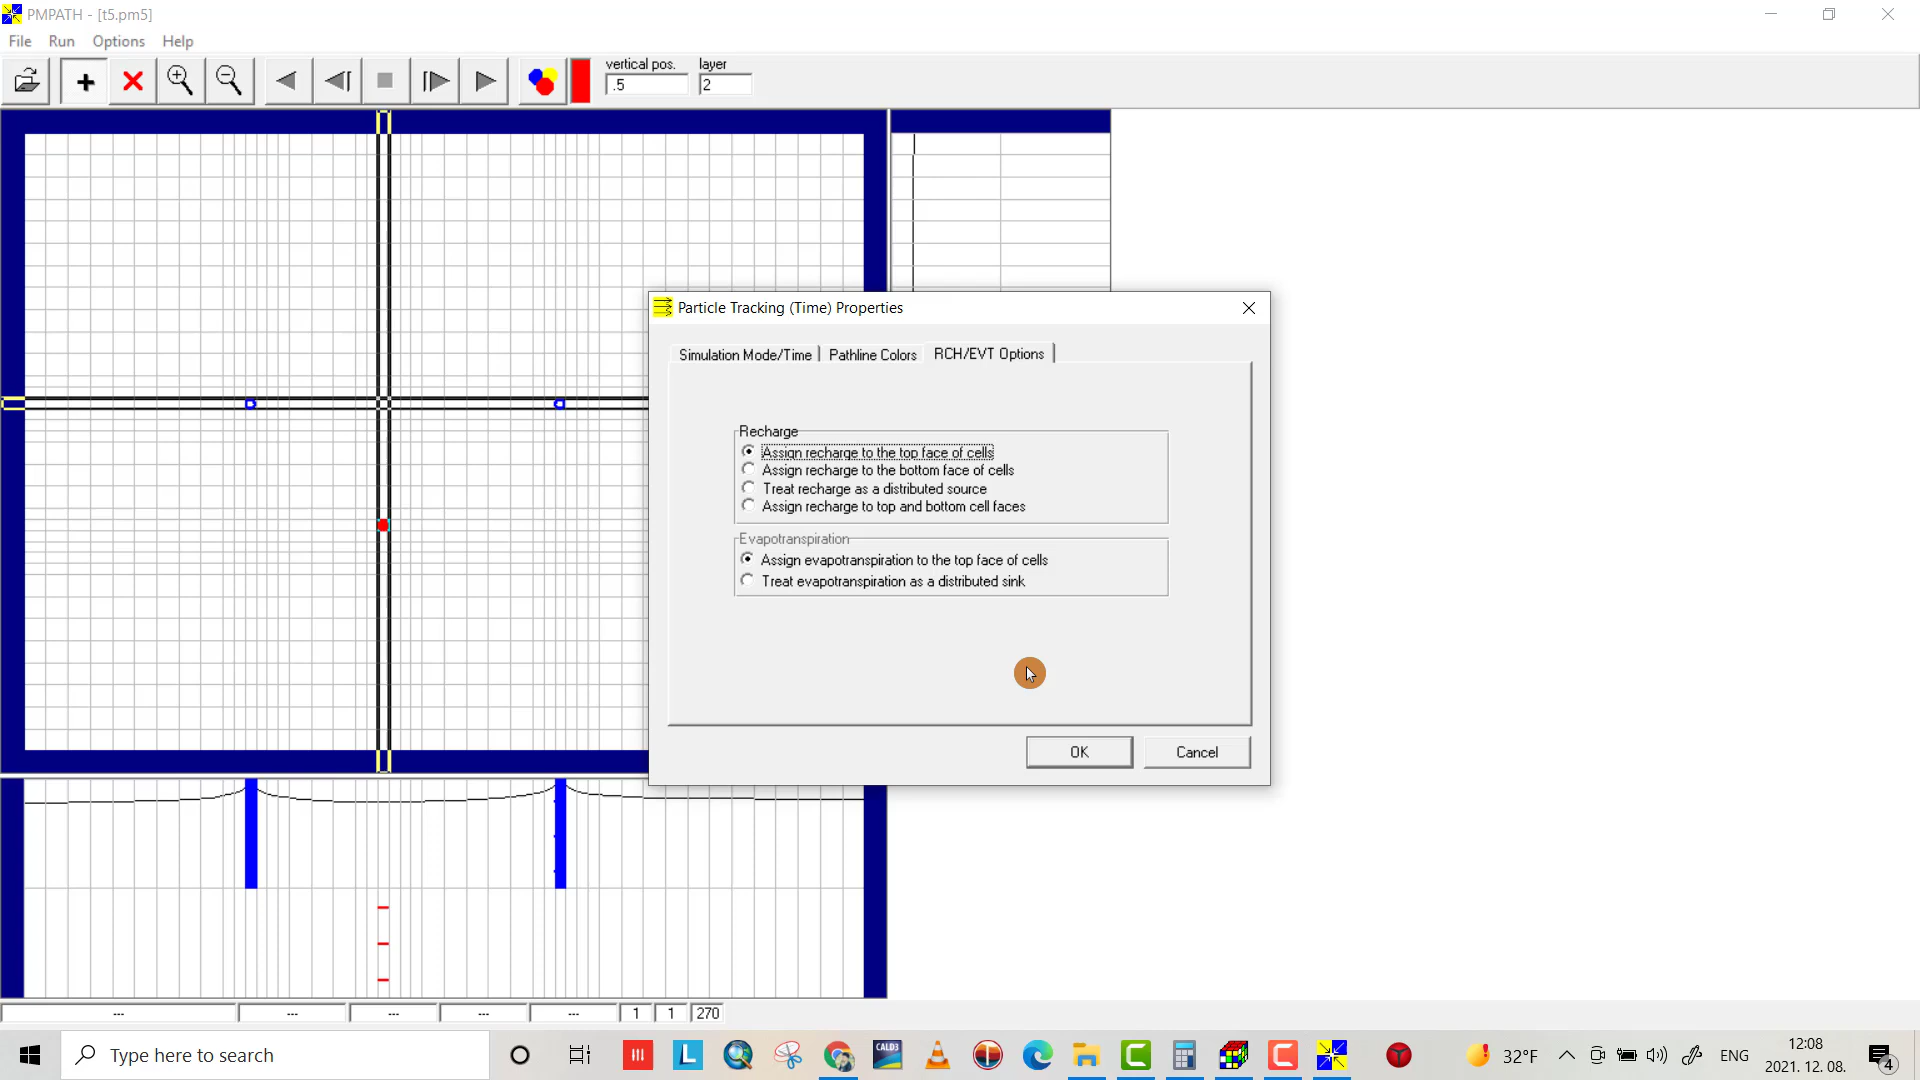 PMPATH - [t5.pm5]
File Run Options Help
vertical pos. layer
.5 2
Particle Tracking (Time) Properties
Simulation Mode/Time Pathline Colors RCH/EVT Options
Recharge
Assign recharge to the top face of cells
Assign recharge to the bottom face of cells
Treat recharge as a distributed source
Assign recharge to top and bottom cell faces
Evapotranspiration
Assign evapotranspiration to the top face of cells
Treat evapotranspiration as a distributed sink
OK Cancel
--- --- --- --- --- 1 1 270
Type here to search
L
CALD3
C
C
32°F
ENG
12:08
2021. 12. 08.
4